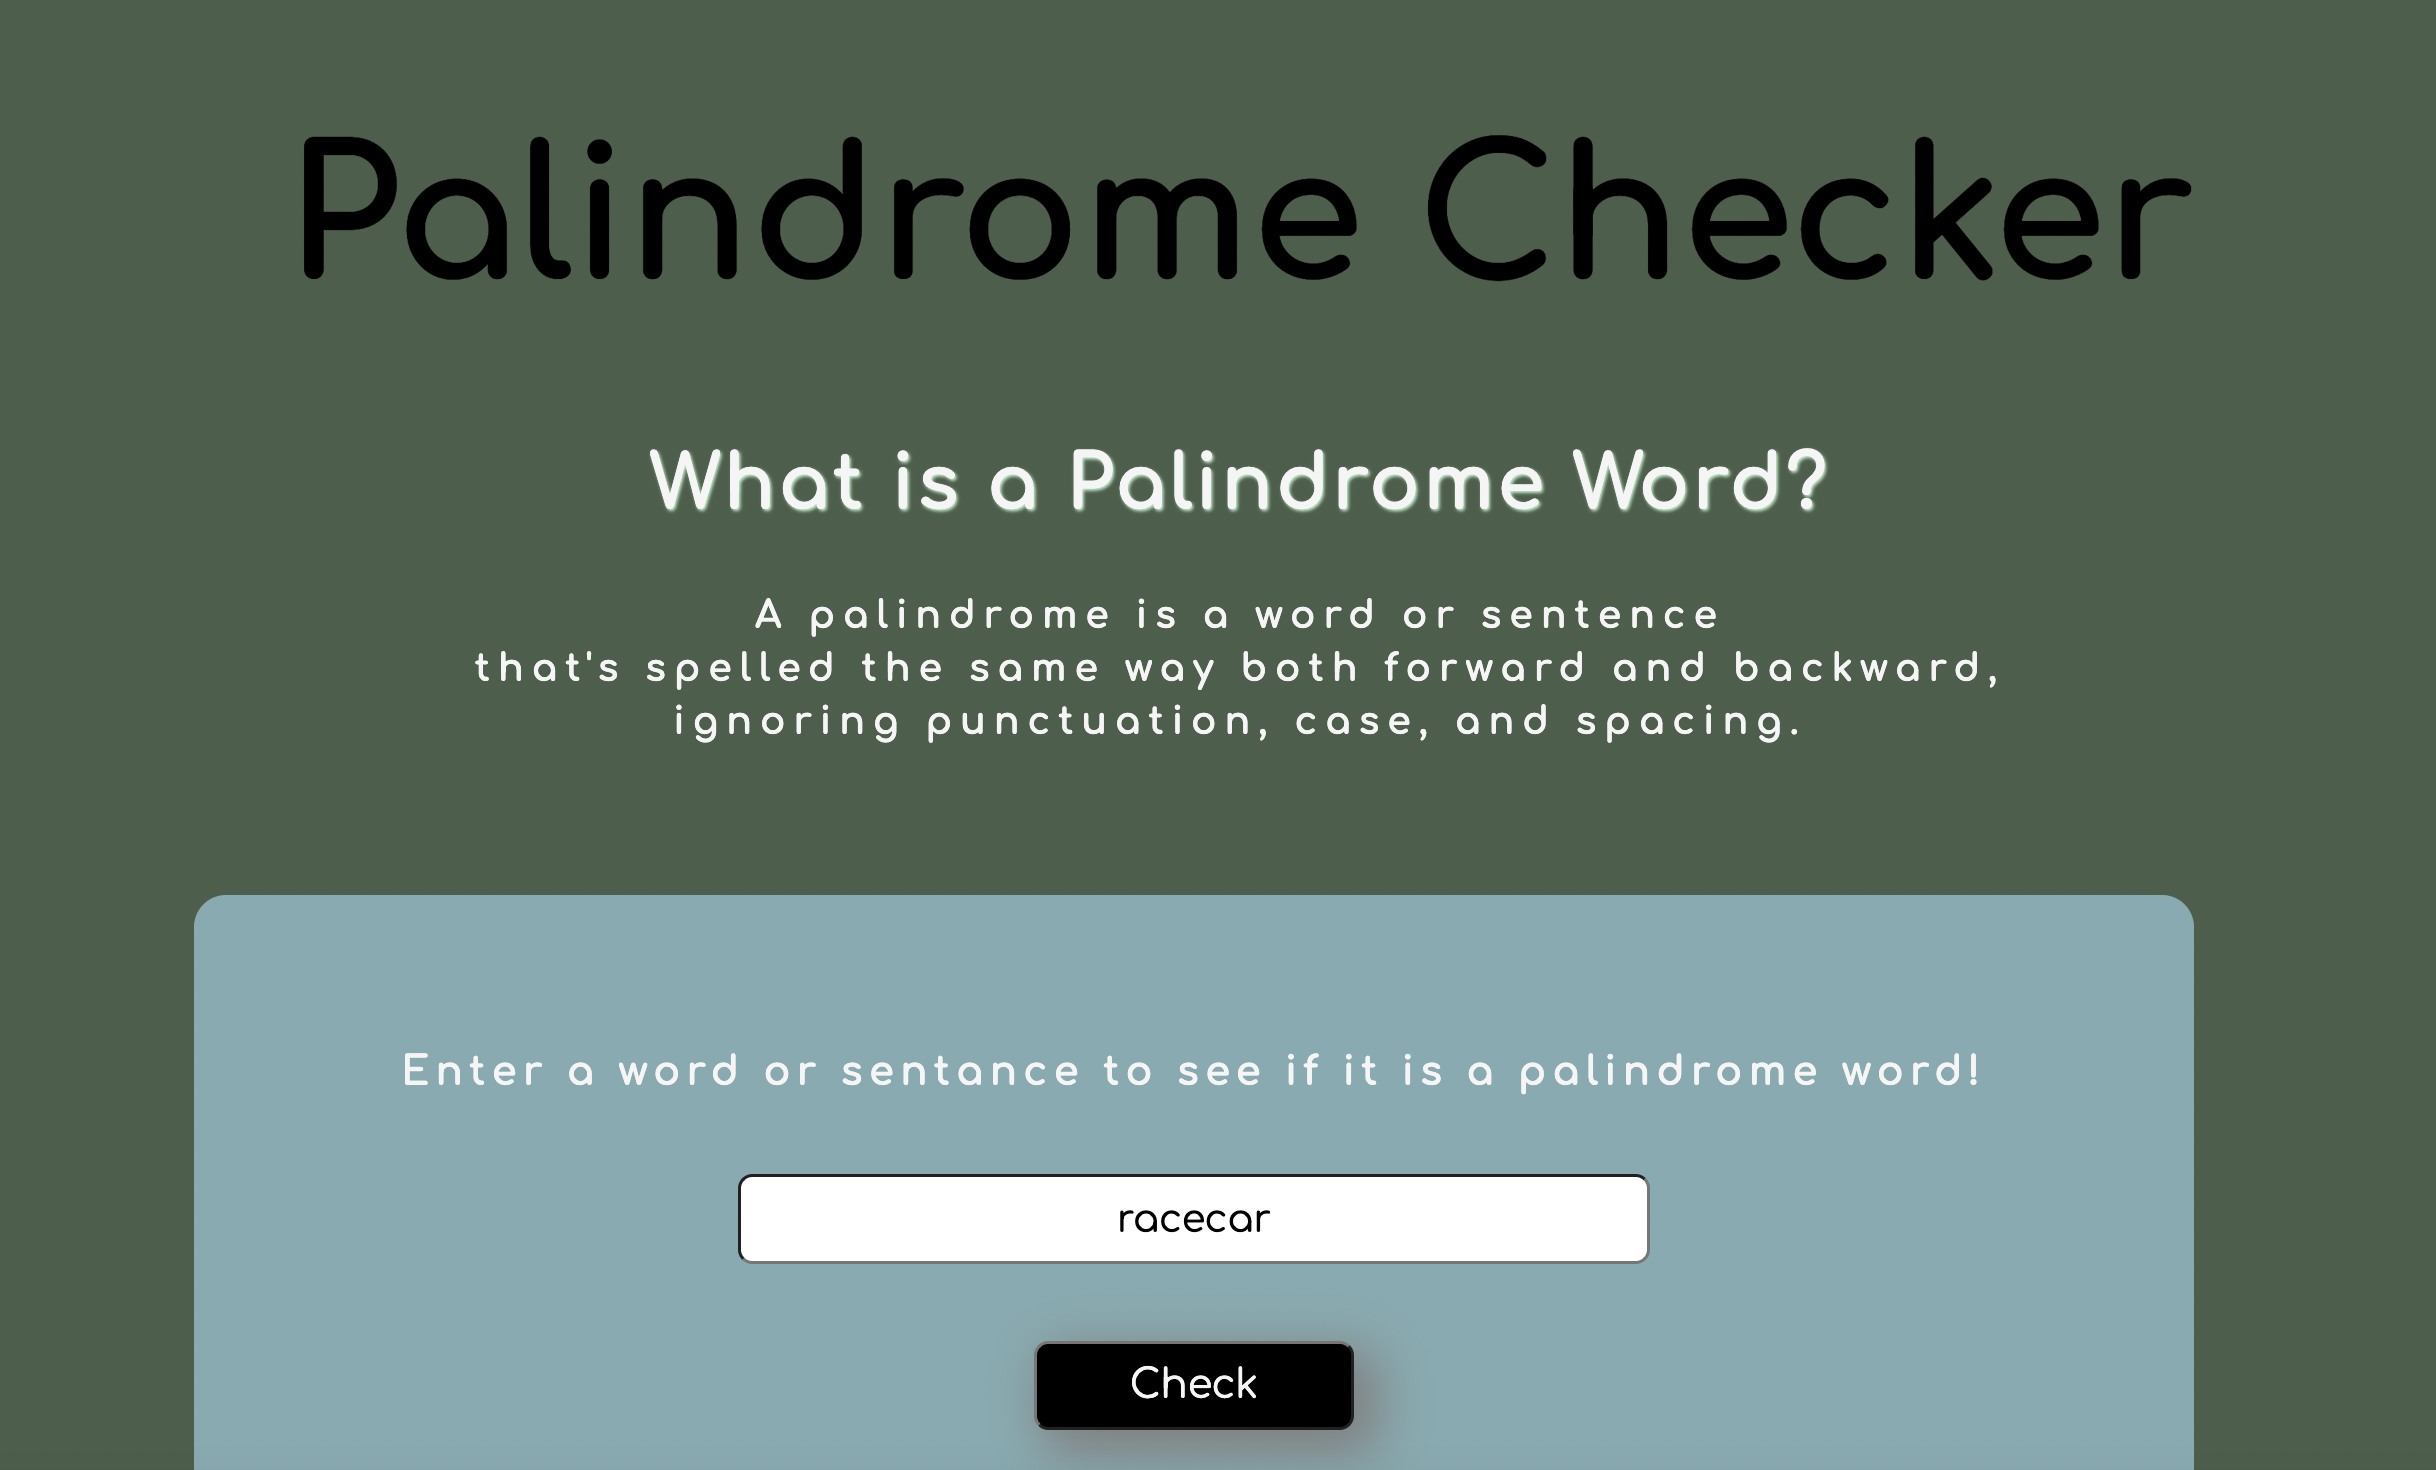 Palindrome Checker
What is a Palindrome Word?
A palindrome is a word or sentence
that's spelled the same way both forward and backward,
ignoring punctuation, case, and spacing.
Enter a word or sentance to see if it is a palindrome word!
racecar
Check